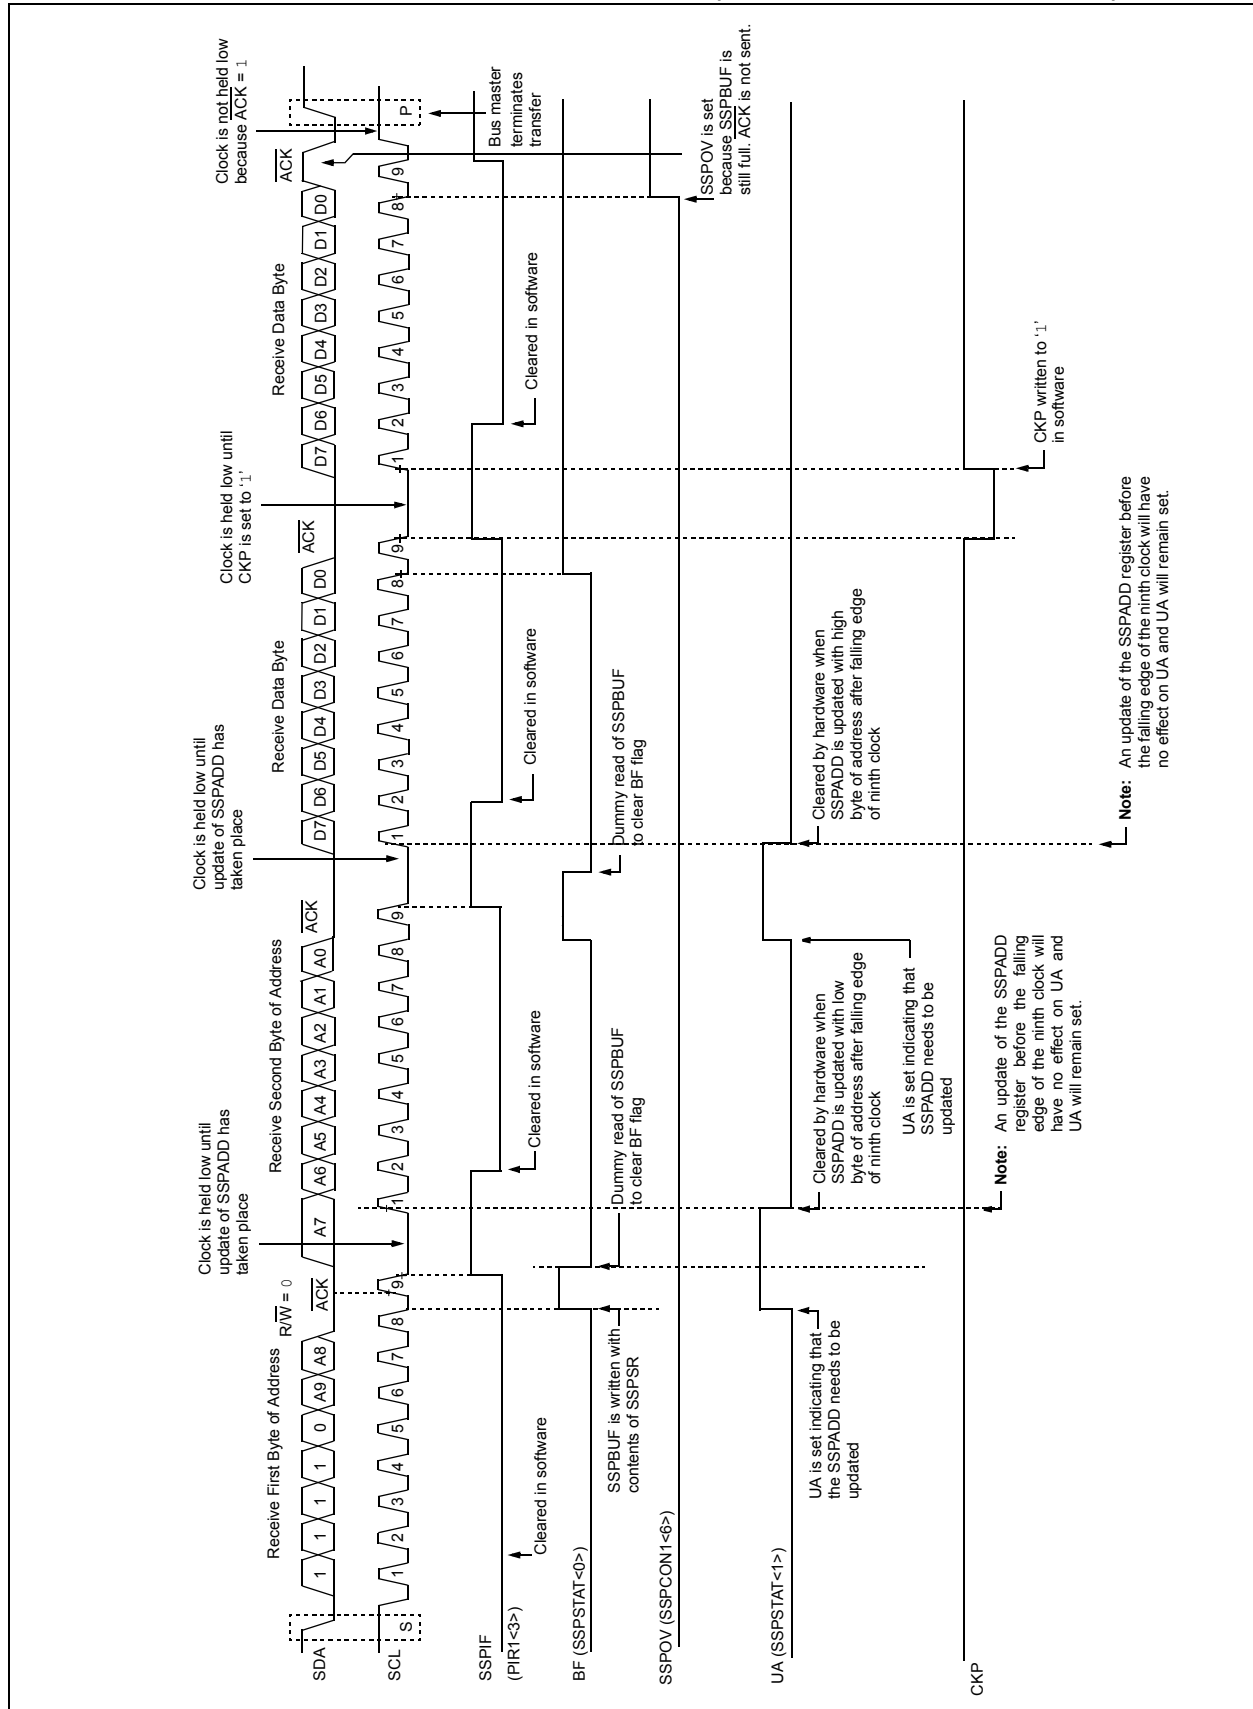 Receive First Byte of Address
R/W = 0
ACK
Clock is held low until
update of SSPADD has
taken place
Receive Second Byte of Address
ACK
Clock is held low until
update of SSPADD has
taken place
Receive Data Byte
ACK
Clock is held low until
CKP is set to ‘1’
Receive Data Byte
ACK
Clock is not held low
because ACK = 1
SDA
1 1 1 1 0 A9 A8
A7 A6 A5 A4 A3 A2 A1 A0
D7 D6 D5 D4 D3 D2 D1 D0
D7 D6 D5 D4 D3 D2 D1 D0
SCL
S
1 2 3 4 5 6 7 8 9
1 2 3 4 5 6 7 8 9
1 2 3 4 5 6 7 8 9
1 2 3 4 5 6 7 8 9
P
Bus master
terminates
transfer
SSPIF
(PIR1<3>)
Cleared in software
Cleared in software
Cleared in software
Cleared in software
BF (SSPSTAT<0>)
SSPBUF is written with
contents of SSPSR
Dummy read of SSPBUF
to clear BF flag
Dummy read of SSPBUF
to clear BF flag
SSPOV (SSPCON1<6>)
SSPOV is set
because SSPBUF is
still full. ACK is not sent.
UA (SSPSTAT<1>)
UA is set indicating that
the SSPADD needs to be
updated
Cleared by hardware when
SSPADD is updated with low
byte of address after falling edge
of ninth clock
UA is set indicating that
SSPADD needs to be
updated
Cleared by hardware when
SSPADD is updated with high
byte of address after falling edge
of ninth clock
CKP
Note: An update of the SSPADD
register before the falling
edge of the ninth clock will
have no effect on UA and
UA will remain set.
CKP written to ‘1’
in software
Note: An update of the SSPADD register before
the falling edge of the ninth clock will have
no effect on UA and UA will remain set.